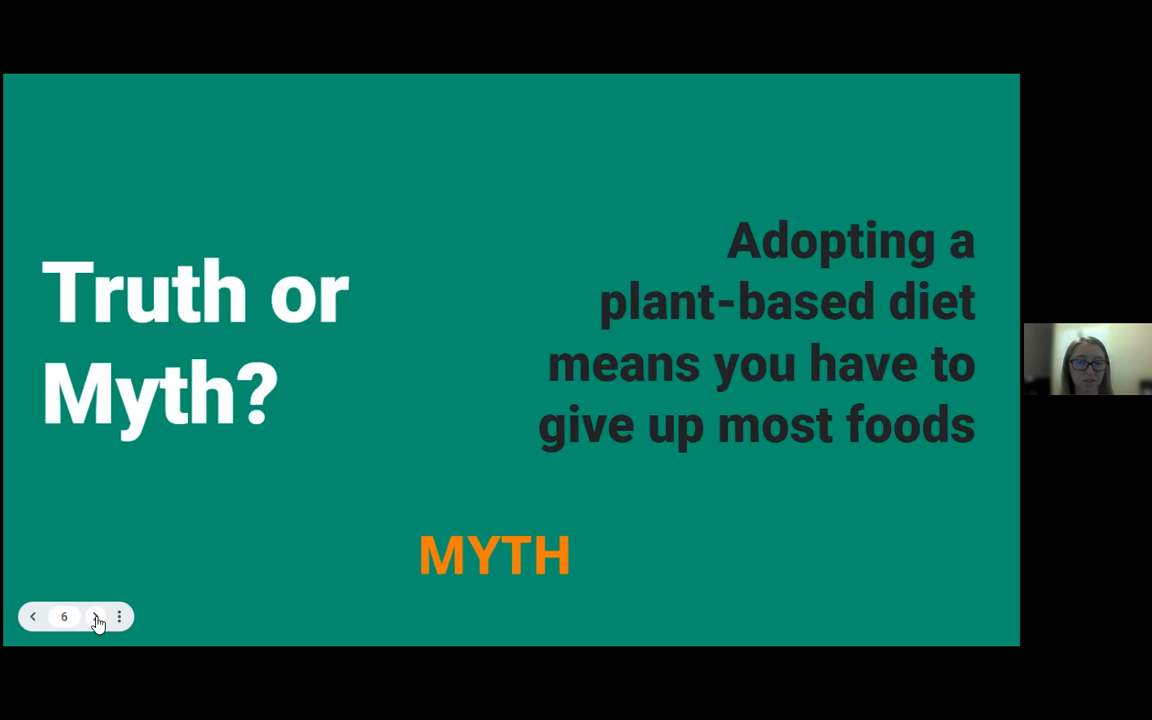 Truth or
Myth?
Adopting a
plant-based diet
means you have to
give up most foods
MYTH
6